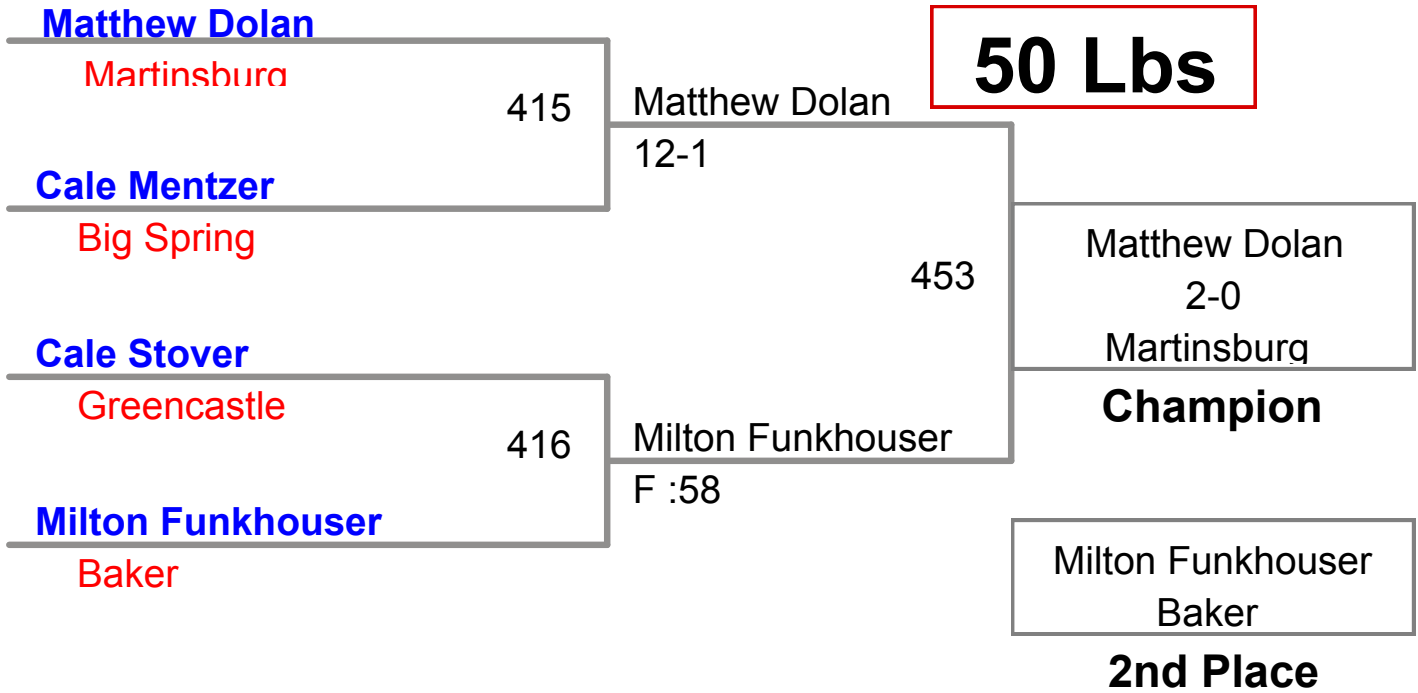 Matthew Dolan
Martinsburg
50 Lbs
415
Matthew Dolan
12-1
Cale Mentzer
Big Spring
453
Matthew Dolan
2-0
Martinsburg
Champion
Cale Stover
Greencastle
416
Milton Funkhouser
F :58
Milton Funkhouser
Baker
Milton Funkhouser
Baker
2nd Place